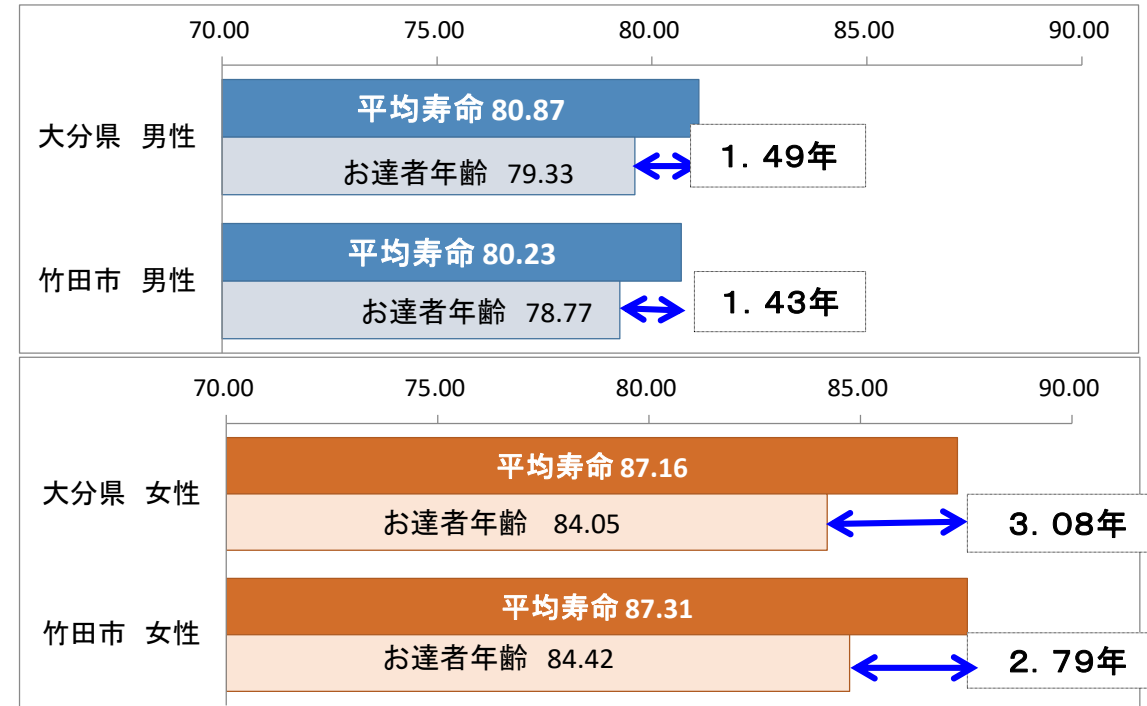 70.00 75.00 80.00 85.00 90.00
平均寿命 80.87
大分県 男性
お達者年齢 79.33
1.49年
平均寿命 80.23
竹田市 男性
お達者年齢 78.77
1.43年
70.00 75.00 80.00 85.00 90.00
平均寿命 87.16
大分県 女性
お達者年齢 84.05
3.08年
平均寿命 87.31
竹田市 女性
お達者年齢 84.42
2.79年